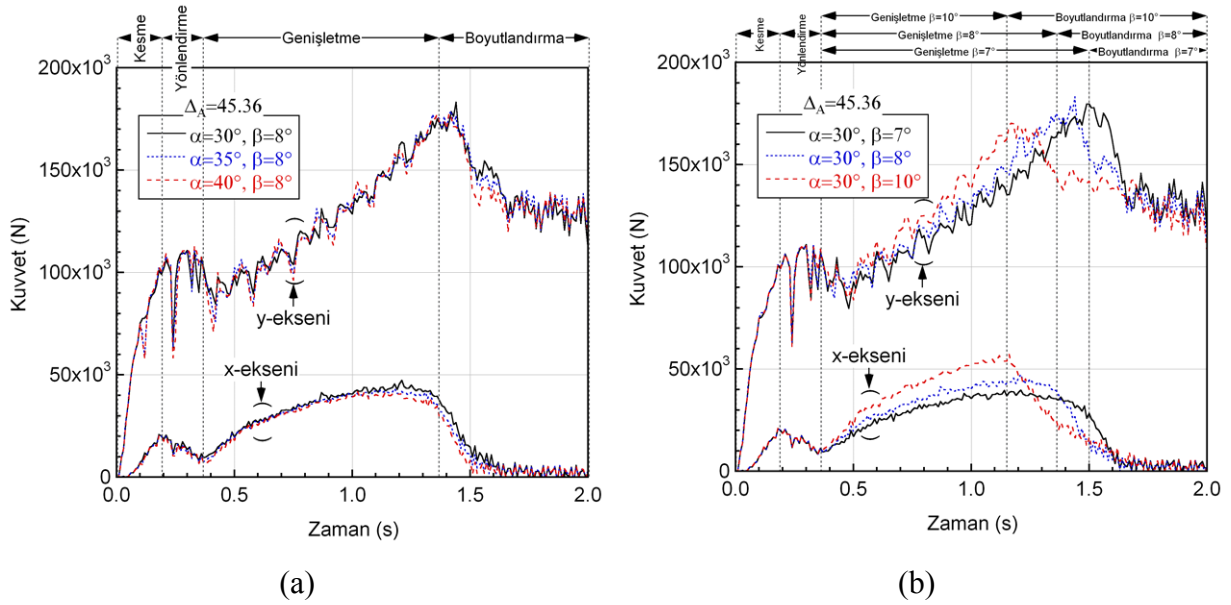 Kesme
Yönlendirme
Genişletme
Boyutlandırma
200x10³
150x10³
100x10³
50x10³
0
Kuvvet (N)
Δ_A=45.36
α=30°, β=8°
α=35°, β=8°
α=40°, β=8°
y-ekseni
x-ekseni
0.0 0.5 1.0 1.5 2.0
Zaman (s)
(a)
Kesme
Yönlendirme
Genişletme β=10° Boyutlandırma β=10°
Genişletme β=8° Boyutlandırma β=8°
Genişletme β=7° Boyutlandırma β=7°
200x10³
150x10³
100x10³
50x10³
0
Kuvvet (N)
Δ_A=45.36
α=30°, β=7°
α=30°, β=8°
α=30°, β=10°
y-ekseni
x-ekseni
0.0 0.5 1.0 1.5 2.0
Zaman (s)
(b)